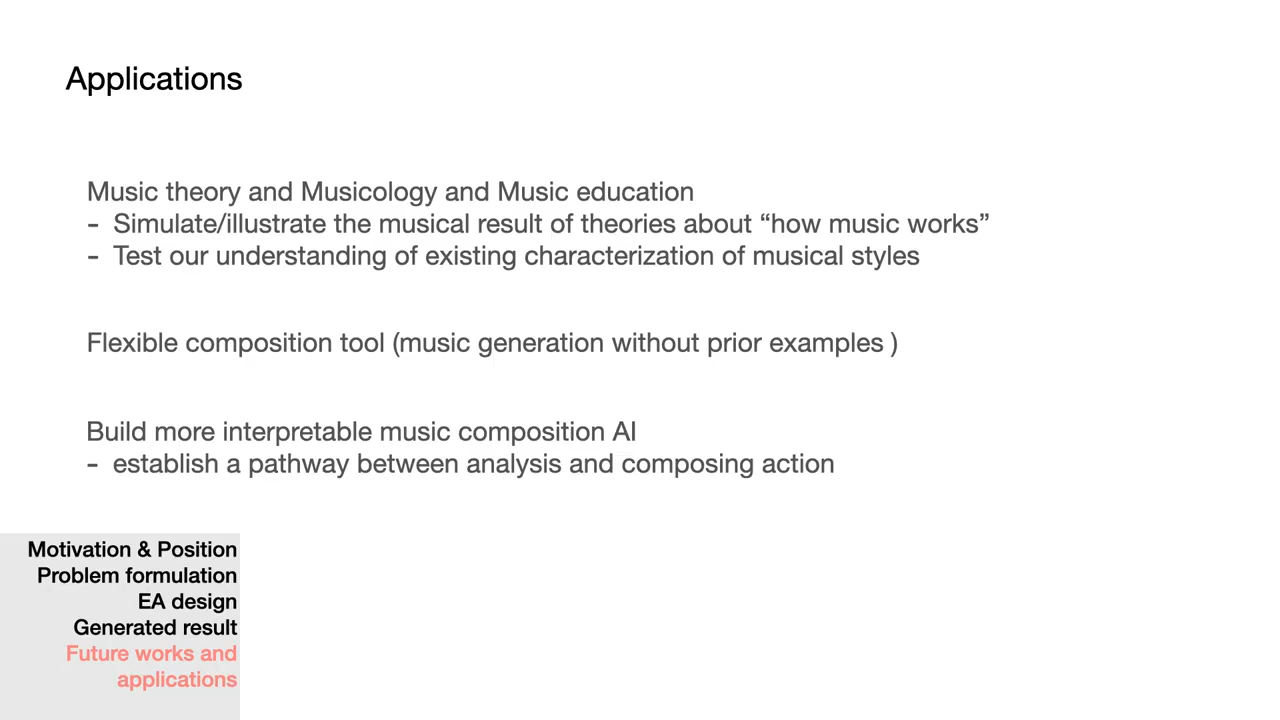 Applications
Music theory and Musicology and Music education
- Simulate/illustrate the musical result of theories about “how music works”
- Test our understanding of existing characterization of musical styles
Flexible composition tool (music generation without prior examples )
Build more interpretable music composition AI
- establish a pathway between analysis and composing action
Motivation & Position
Problem formulation
EA design
Generated result
Future works and
applications